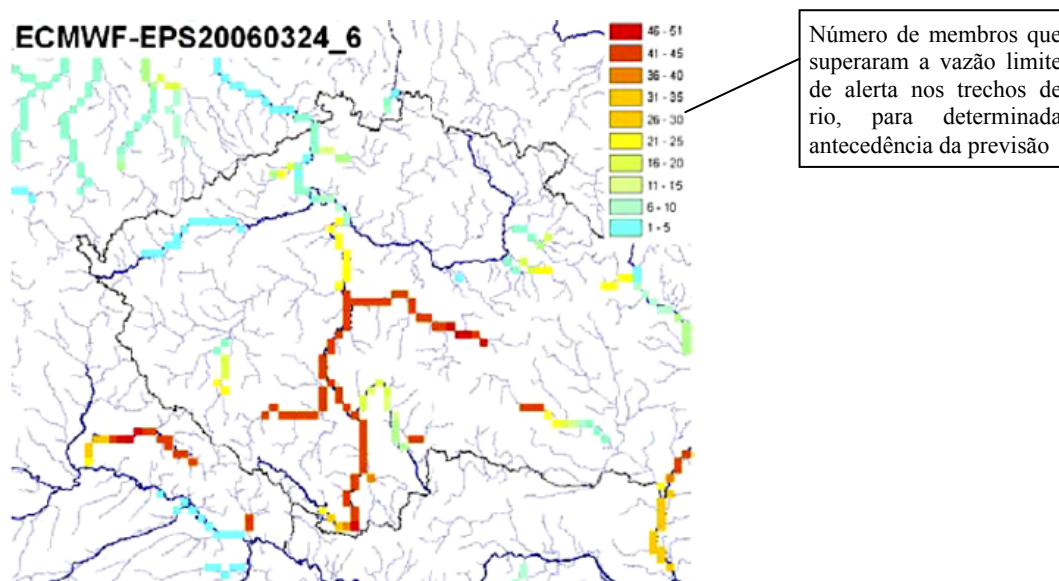 ECMWF-EPS20060324_6
46 - 51
41 - 45
36 - 40
31 - 35
26 - 30
21 - 25
16 - 20
11 - 15
6 - 10
1 - 5
Número de membros que
superaram a vazão limite
de alerta nos trechos de
rio, para determinada
antecedência da previsão